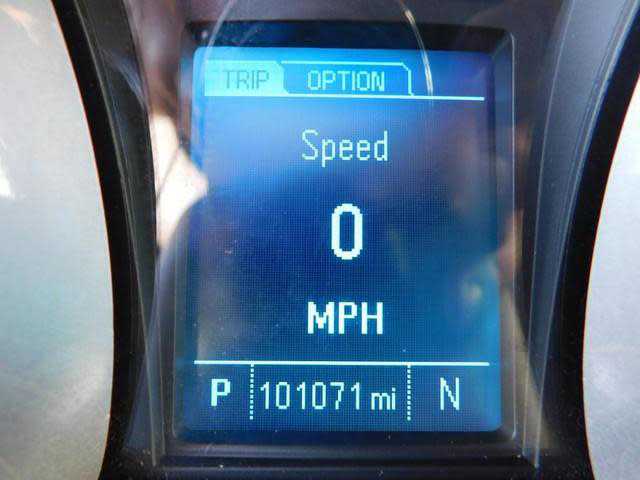 TRIP OPTION
Speed
0
MPH
P 101071 mi N